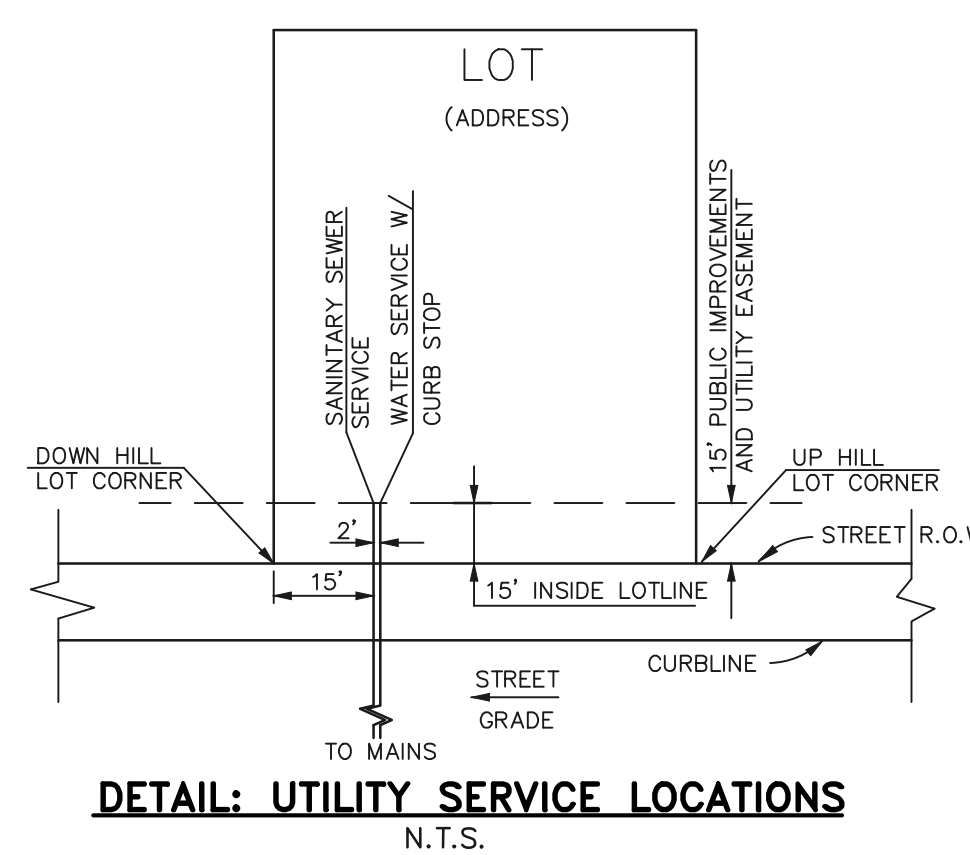 LOT
(ADDRESS)
SANINTARY SEWER
SERVICE
WATER SERVICE W/
CURB STOP
15' PUBLIC IMPROVEMENTS
AND UTILITY EASEMENT
DOWN HILL
LOT CORNER
UP HILL
LOT CORNER
STREET R.O.W
2'
15'
15' INSIDE LOTLINE
CURBLINE
STREET
GRADE
TO MAINS
DETAIL: UTILITY SERVICE LOCATIONS
N.T.S.